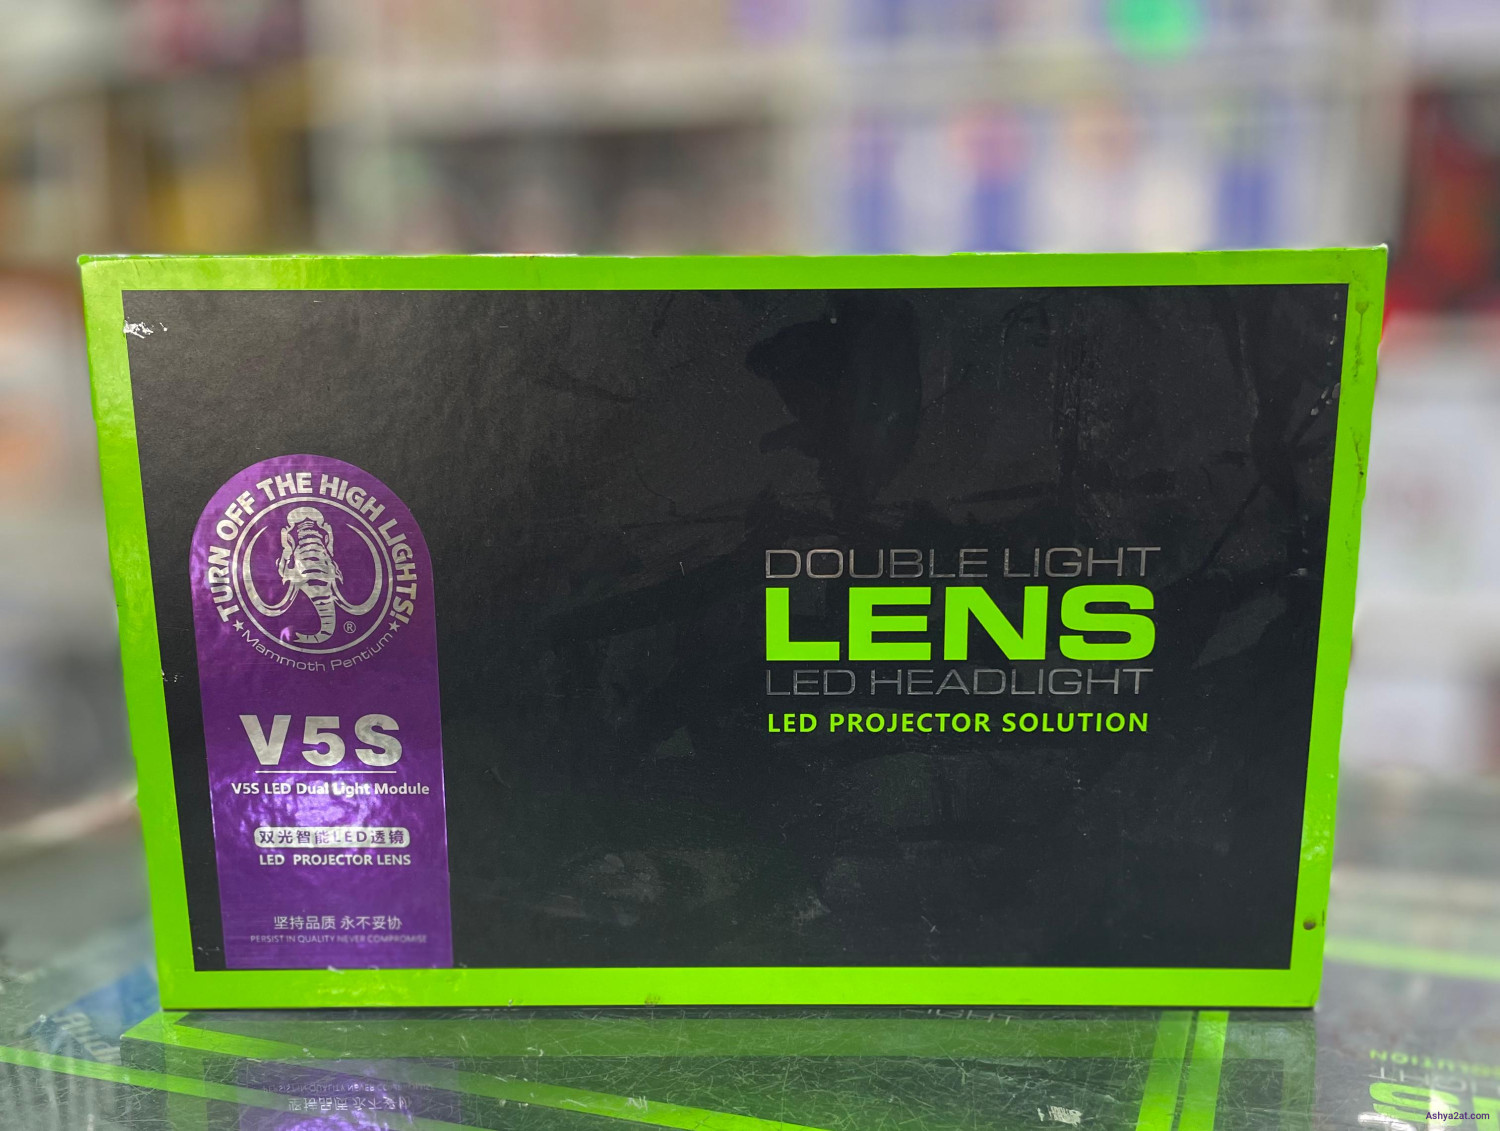 TURN OFF THE HIGH LIGHTS!
®
★Mammoth Pentium★
V5S
V5S LED Dual Light Module
双光智能LED透镜
LED PROJECTOR LENS
坚持品质 永不妥协
PERSIST IN QUALITY NEVER COMPROMISE
DOUBLE LIGHT
LENS
LED HEADLIGHT
LED PROJECTOR SOLUTION
Ashya2at.com